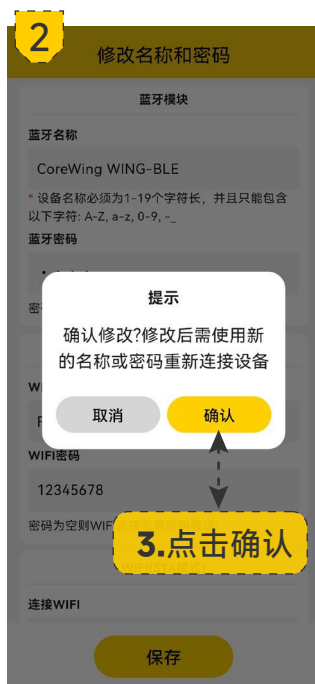 2
修改名称和密码
蓝牙模块
蓝牙名称
CoreWing WING-BLE
* 设备名称必须为1-19个字符长，并且只能包含
以下字符: A-Z, a-z, 0-9, -_
蓝牙密码
提示
确认修改?修改后需使用新
的名称或密码重新连接设备
取消
确认
WIFI密码
12345678
密码为空则WIF
3.点击确认
连接WIFI
保存